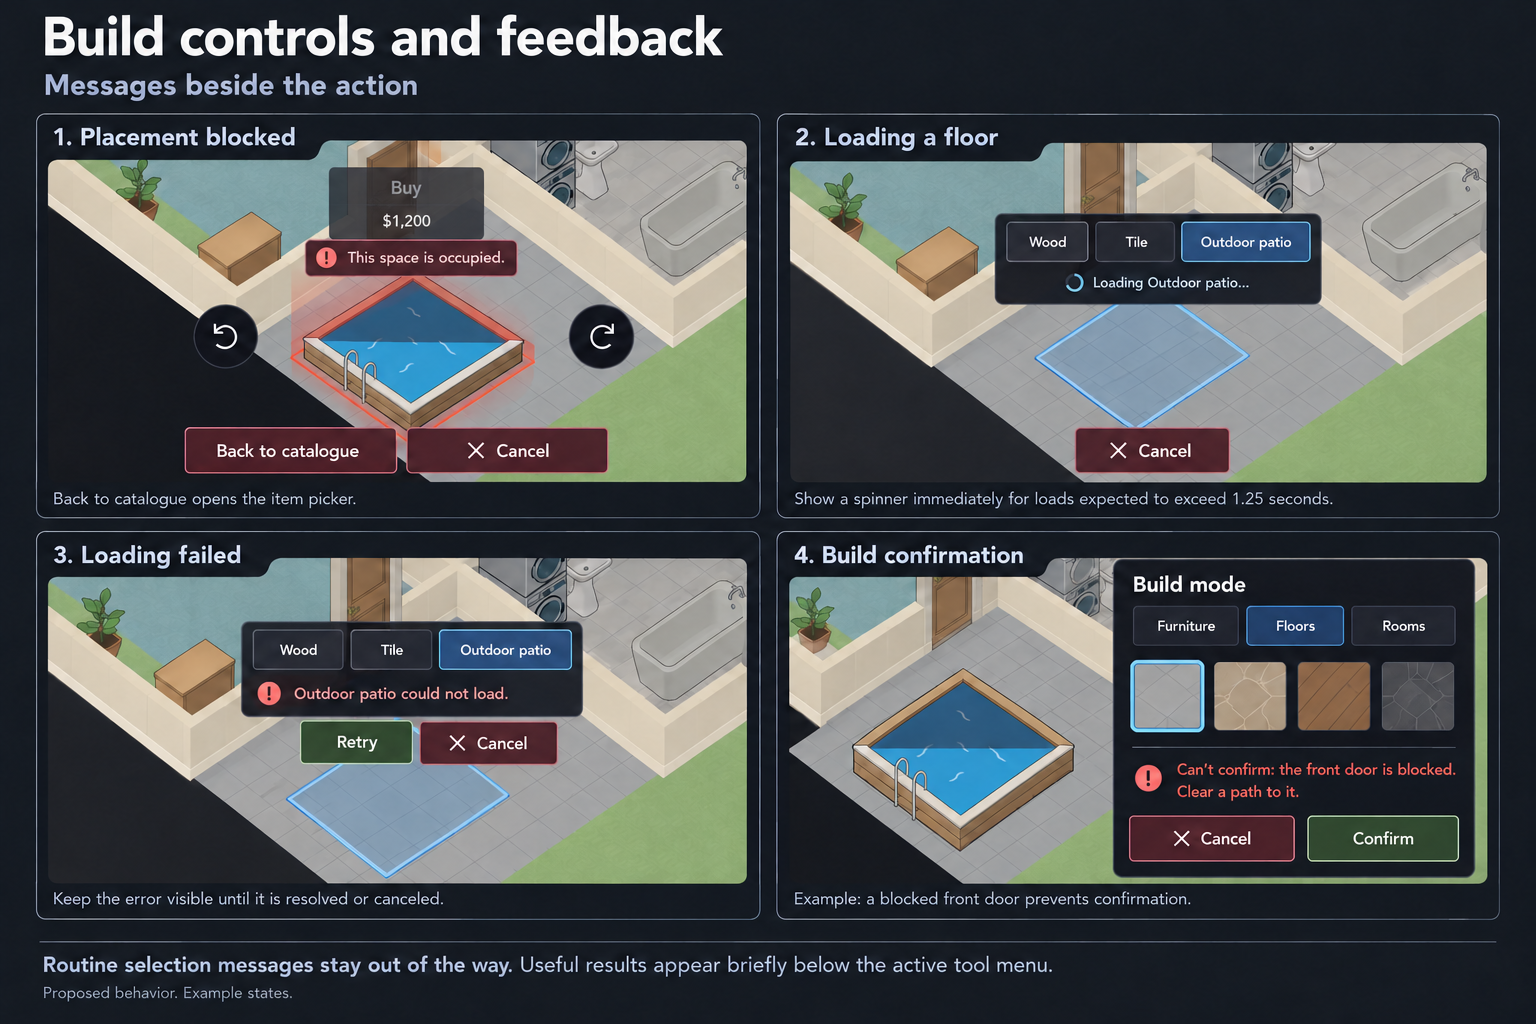 Build controls and feedback
Messages beside the action
1. Placement blocked
Buy
$1,200
This space is occupied.
Back to catalogue
Cancel
Back to catalogue opens the item picker.
2. Loading a floor
Wood
Tile
Outdoor patio
Loading Outdoor patio...
Cancel
Show a spinner immediately for loads expected to exceed 1.25 seconds.
3. Loading failed
Wood
Tile
Outdoor patio
Outdoor patio could not load.
Retry
Cancel
Keep the error visible until it is resolved or canceled.
4. Build confirmation
Build mode
Furniture
Floors
Rooms
Can't confirm: the front door is blocked.
Clear a path to it.
Cancel
Confirm
Example: a blocked front door prevents confirmation.
Routine selection messages stay out of the way. Useful results appear briefly below the active tool menu.
Proposed behavior. Example states.